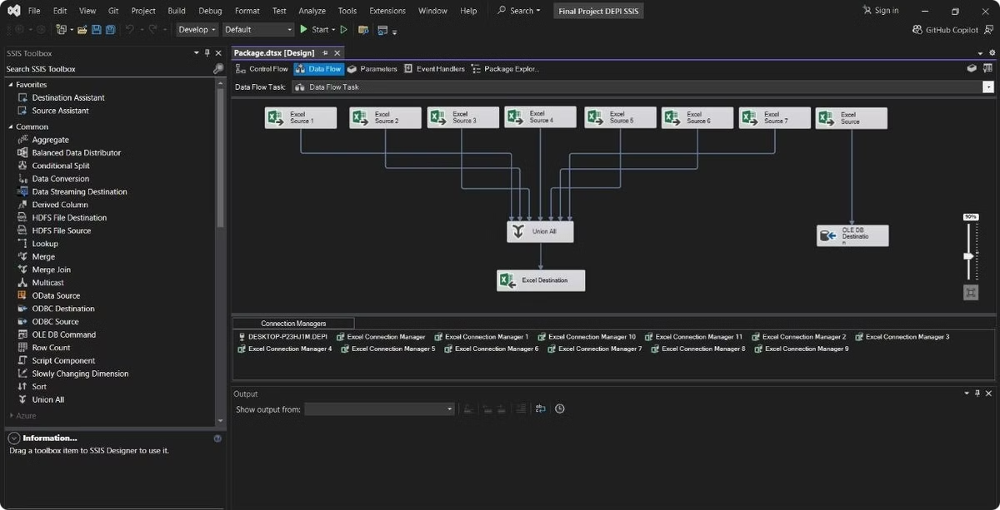 File Edit View Git Project Build Debug Format Test Analyze Tools Extensions Window Help Search Final Project DEPI SSIS Sign in
Develop Default Start GitHub Copilot
SSIS Toolbox
Package.dtsx [Design]
Search SSIS Toolbox
Control Flow Data Flow Parameters Event Handlers Package Explor...
Favorites
Data Flow Task: Data Flow Task
Destination Assistant
Source Assistant
Common
Aggregate
Balanced Data Distributor
Conditional Split
Data Conversion
Data Streaming Destination
Derived Column
HDFS File Destination
HDFS File Source
Lookup
Merge
Merge Join
Multicast
OData Source
ODBC Destination
ODBC Source
OLE DB Command
Row Count
Script Component
Slowly Changing Dimension
Sort
Union All
Azure
Information...
Drag a toolbox item to SSIS Designer to use it.
Excel
Source 1
Excel
Source 2
Excel
Source 3
Excel
Source 4
Excel
Source 5
Excel
Source 6
Excel
Source 7
Excel
Source
Union All
OLE DB
Destinatio
n
Excel Destination
90%
Connection Managers
DESKTOP-P23HJ1M.DEPI Excel Connection Manager Excel Connection Manager 1 Excel Connection Manager 10 Excel Connection Manager 11 Excel Connection Manager 2 Excel Connection Manager 3
Excel Connection Manager 4 Excel Connection Manager 5 Excel Connection Manager 6 Excel Connection Manager 7 Excel Connection Manager 8 Excel Connection Manager 9
Output
Show output from: